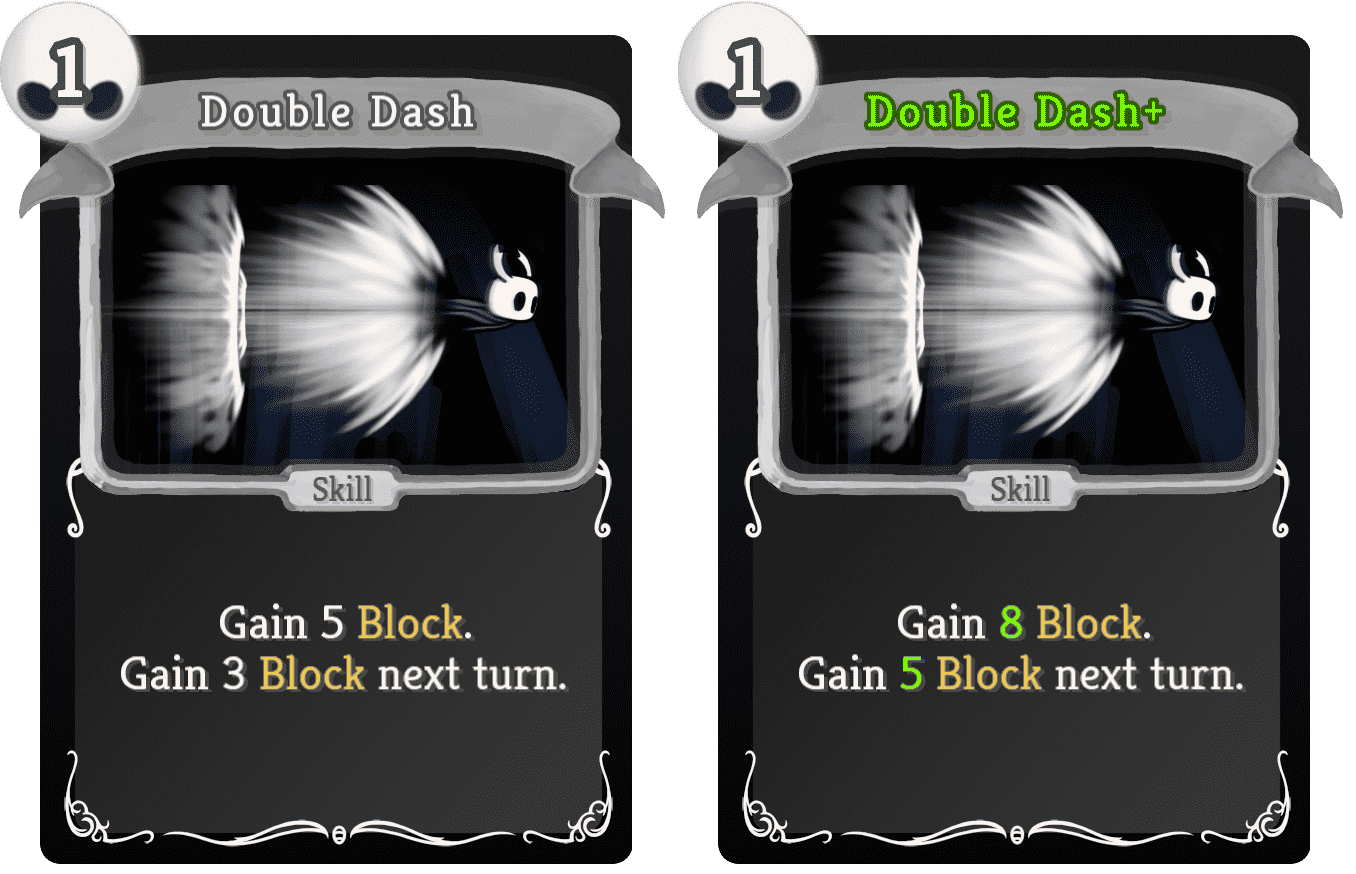 1
Double Dash
Skill
Gain 5 Block.
Gain 3 Block next turn.
1
Double Dash+
Skill
Gain 8 Block.
Gain 5 Block next turn.